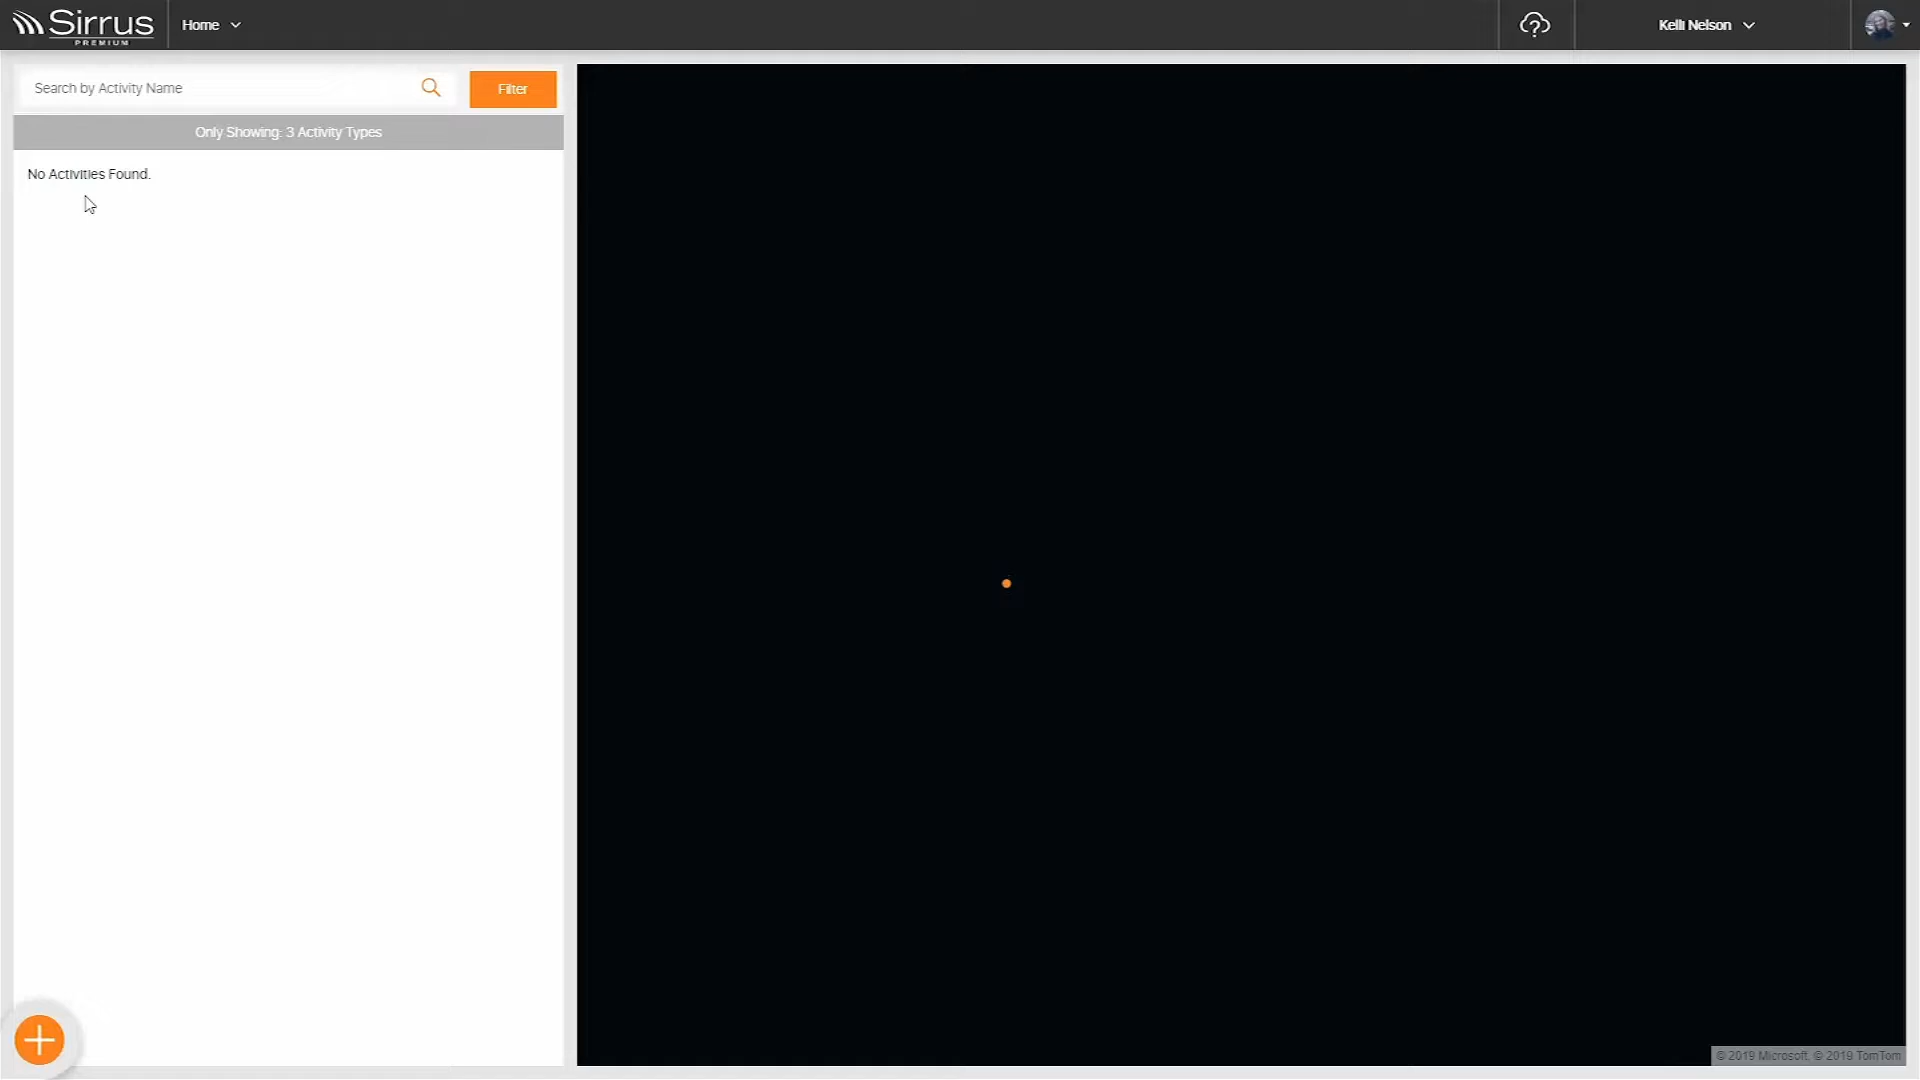 Sirrus
PREMIUM
Home
Kelli Nelson
Search by Activity Name
Filter
Only Showing: 3 Activity Types
No Activities Found.
© 2019 Microsoft, © 2019 TomTom